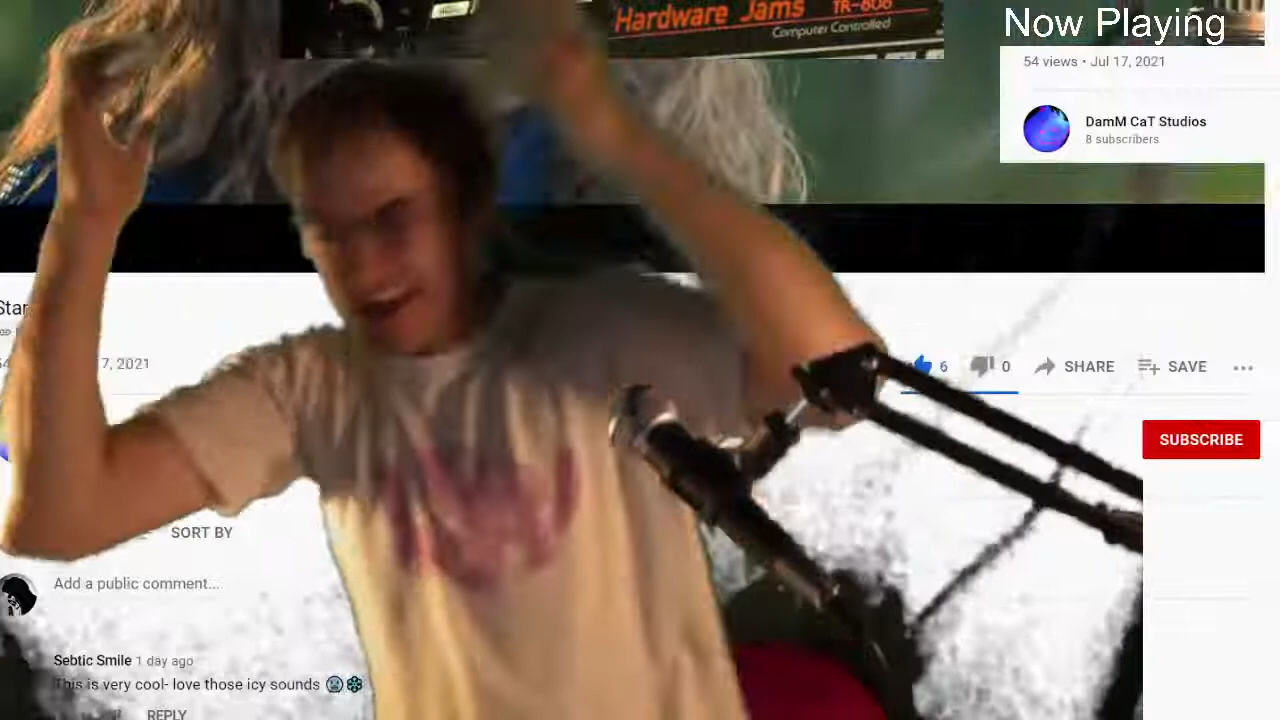 Hardware Jams TR-606
Computer Controlled
Now Playing
54 views • Jul 17, 2021
DamM CaT Studios
8 subscribers
Star
7, 2021
6
0
SHARE
SAVE
SUBSCRIBE
SORT BY
Add a public comment...
Sebtic Smile 1 day ago
This is very cool- love those icy sounds 🥶❄️
REPLY